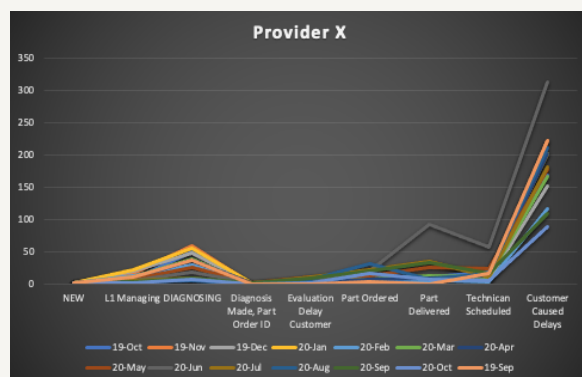 Provider X
350
300
250
200
150
100
50
0
NEW
L1 Managing
DIAGNOSING
Diagnosis
Made, Part
Order ID
Evaluation
Delay
Customer
Part Ordered
Part
Delivered
Technican
Scheduled
Customer
Caused
Delays
19-Oct 19-Nov 19-Dec 20-Jan 20-Feb 20-Mar 20-Apr
20-May 20-Jun 20-Jul 20-Aug 20-Sep 20-Oct 19-Sep